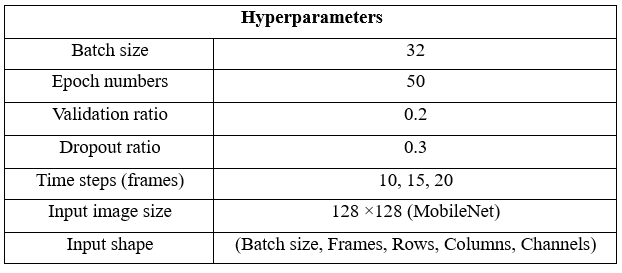 Hyperparameters
Batch size 32
Epoch numbers 50
Validation ratio 0.2
Dropout ratio 0.3
Time steps (frames) 10, 15, 20
Input image size 128 ×128 (MobileNet)
Input shape (Batch size, Frames, Rows, Columns, Channels)